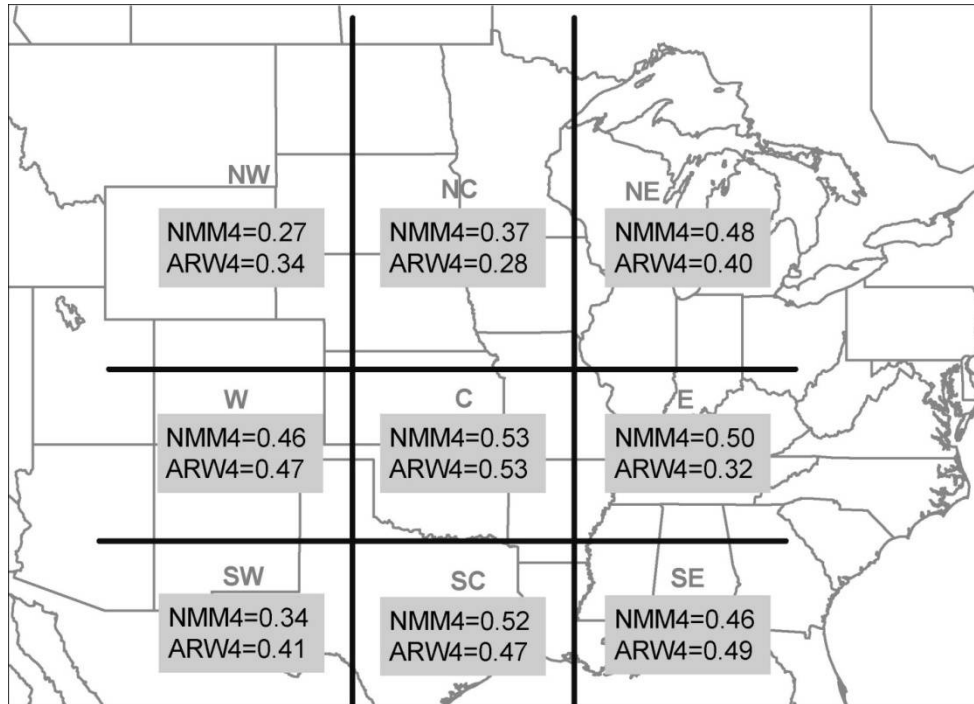 NW
NMM4=0.27
ARW4=0.34
NC
NMM4=0.37
ARW4=0.28
NE
NMM4=0.48
ARW4=0.40
W
NMM4=0.46
ARW4=0.47
C
NMM4=0.53
ARW4=0.53
E
NMM4=0.50
ARW4=0.32
SW
NMM4=0.34
ARW4=0.41
SC
NMM4=0.52
ARW4=0.47
SE
NMM4=0.46
ARW4=0.49